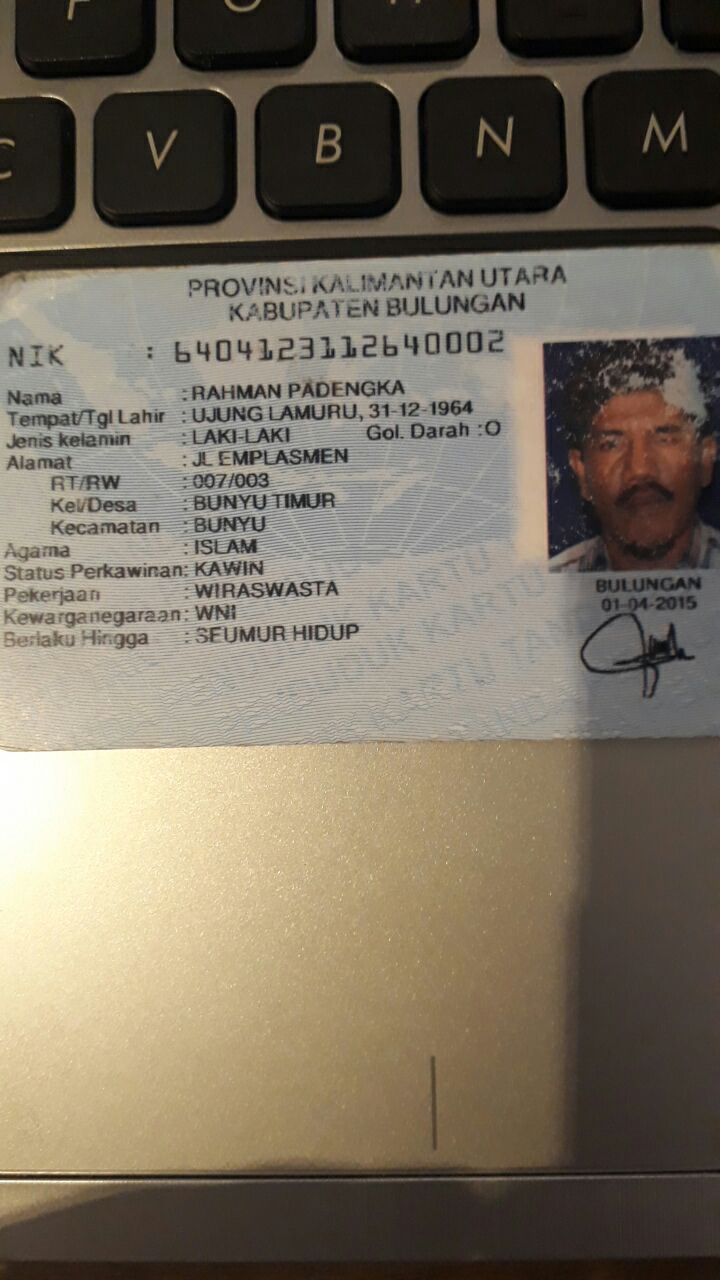 C V B N M
PROVINSI KALIMANTAN UTARA
KABUPATEN BULUNGAN
NIK : 6404123112640002
Nama : RAHMAN PADENGKA
Tempat/Tgl Lahir : UJUNG LAMURU, 31-12-1964
Jenis kelamin : LAKI-LAKI Gol. Darah :O
Alamat : JL EMPLASMEN
RT/RW : 007/003
Kel/Desa : BUNYU TIMUR
Kecamatan : BUNYU
Agama : ISLAM
Status Perkawinan: KAWIN
Pekerjaan : WIRASWASTA
Kewarganegaraan: WNI
Berlaku Hingga : SEUMUR HIDUP
BULUNGAN
01-04-2015